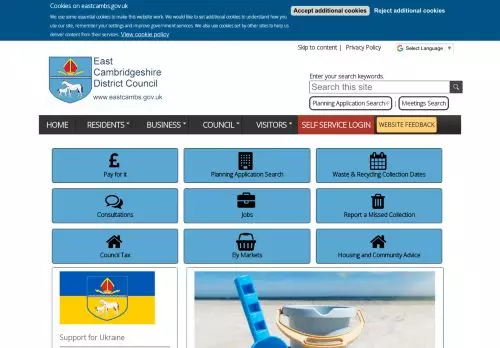 Cookies on eastcambs.gov.uk
We use some essential cookies to make this website work. We would like to set additional cookies to understand how you
use our site, remember your settings and improve government services. We also use cookies set by other sites to help us
deliver content from their services. View cookie policy
Accept additional cookies
Reject additional cookies
Skip to content | Privacy Policy
Select Language ▼
East
Cambridgeshire
District Council
www.eastcambs.gov.uk
Enter your search keywords.
Search this site
Planning Application Search | Meetings Search
HOME RESIDENTS BUSINESS COUNCIL VISITORS SELF SERVICE LOGIN WEBSITE FEEDBACK
Pay for it
Planning Application Search
Waste & Recycling Collection Dates
Consultations
Jobs
Report a Missed Collection
Council Tax
Ely Markets
Housing and Community Advice
Support for Ukraine